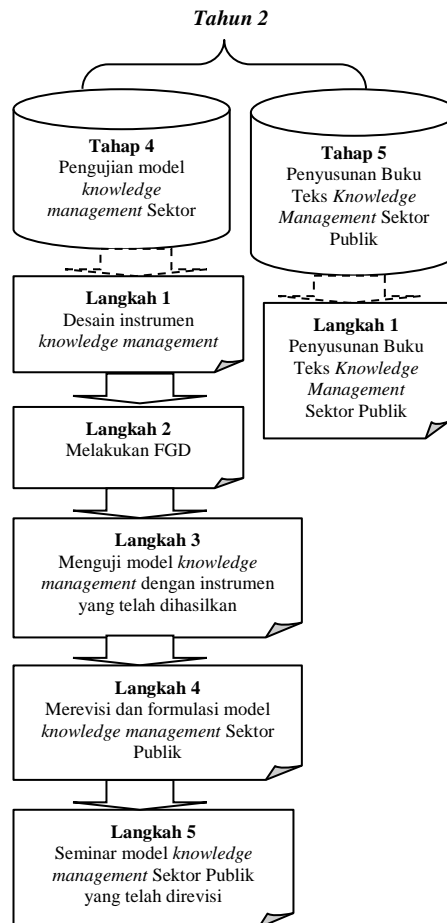 Tahun 2
Tahap 4
Pengujian model
knowledge
management Sektor
Tahap 5
Penyusunan Buku
Teks Knowledge
Management Sektor
Publik
Langkah 1
Desain instrumen
knowledge management
Langkah 1
Penyusunan Buku
Teks Knowledge
Management
Sektor Publik
Langkah 2
Melakukan FGD
Langkah 3
Menguji model knowledge
management dengan instrumen
yang telah dihasilkan
Langkah 4
Merevisi dan formulasi model
knowledge management Sektor
Publik
Langkah 5
Seminar model knowledge
management Sektor Publik
yang telah direvisi